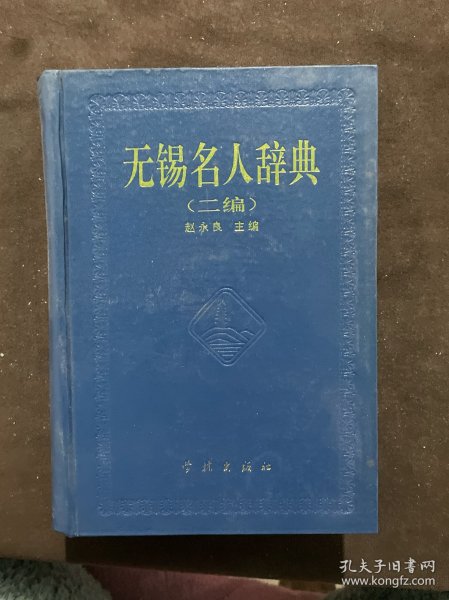 无锡名人辞典
（二编）
赵永良 主编
学林出版社
孔夫子旧书网
www.kongfz.com